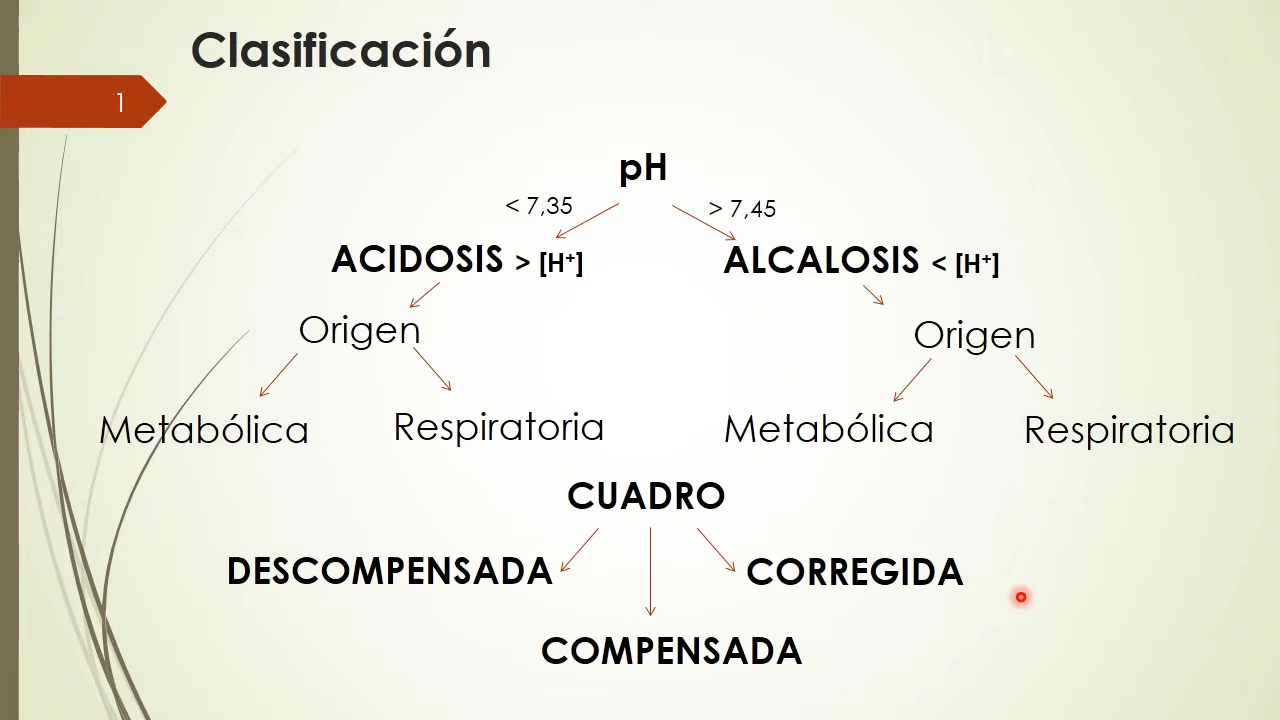 Clasificación
1
pH
< 7,35 > 7,45
ACIDOSIS > [H⁺] ALCALOSIS < [H⁺]
Origen Origen
Metabólica Respiratoria Metabólica Respiratoria
CUADRO
DESCOMPENSADA CORREGIDA
COMPENSADA